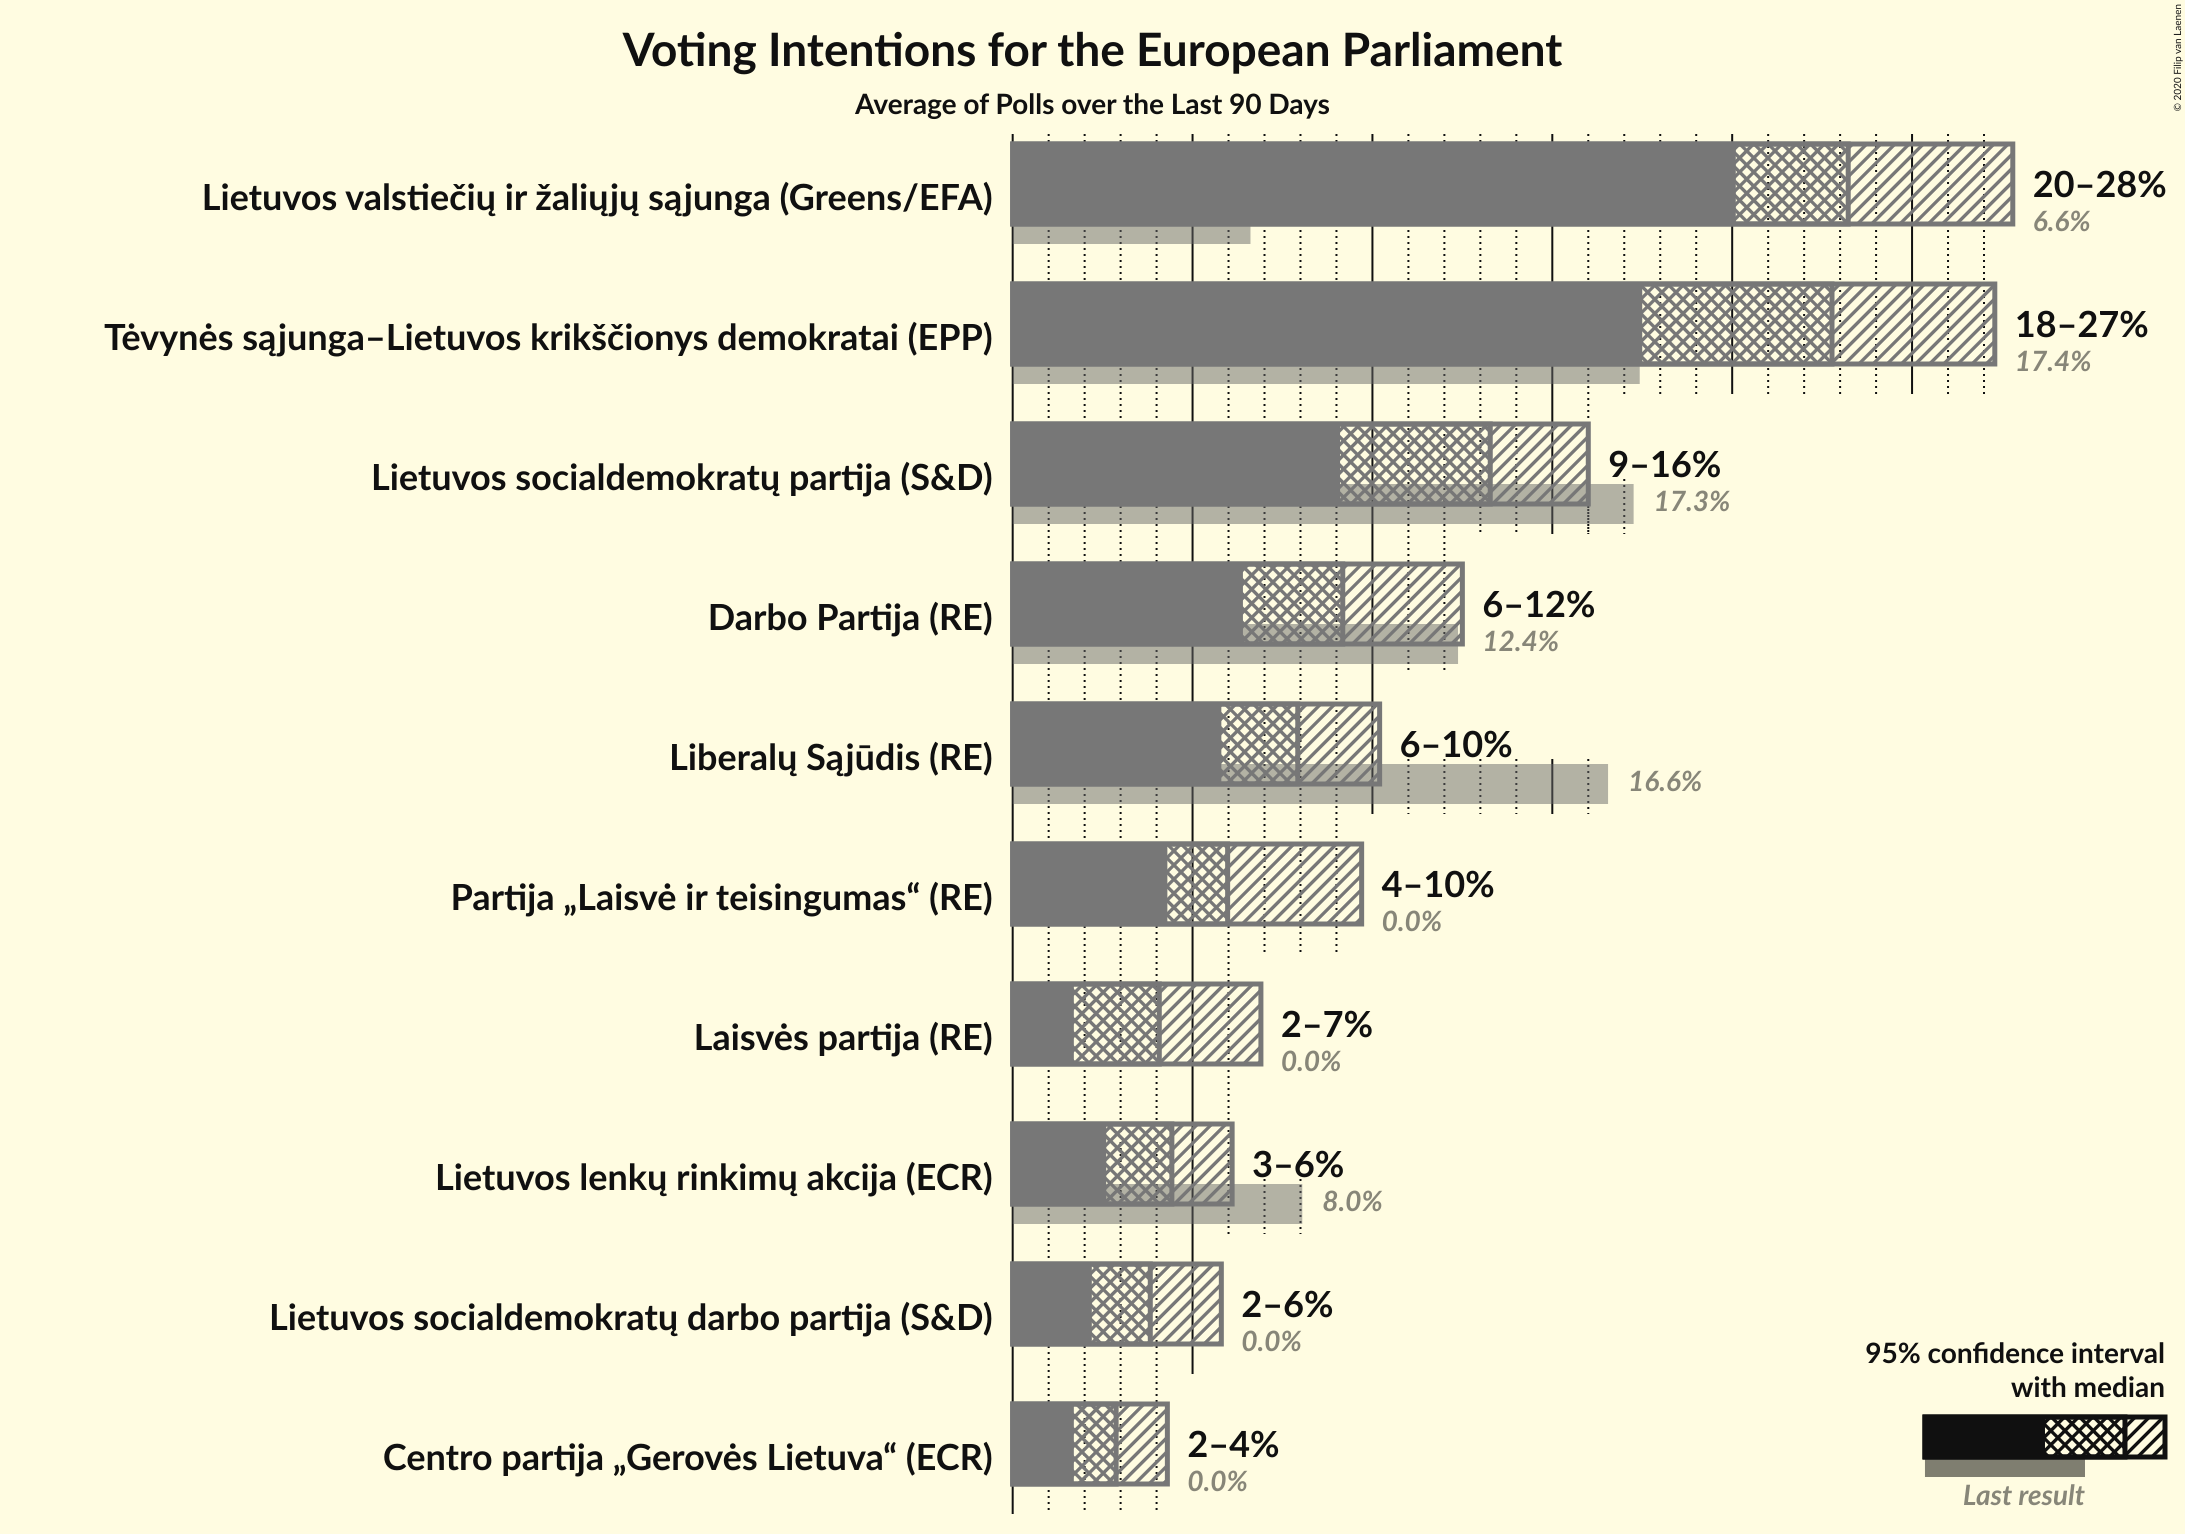 © 2020 Filip van Laenen
Voting Intentions for the European Parliament
Average of Polls over the Last 90 Days
Lietuvos valstiečių ir žaliųjų sąjunga (Greens/EFA)
20–28%
6.6%
Tėvynės sąjunga–Lietuvos krikščionys demokratai (EPP)
18–27%
17.4%
Lietuvos socialdemokratų partija (S&D)
9–16%
17.3%
Darbo Partija (RE)
6–12%
12.4%
Liberalų Sąjūdis (RE)
6–10%
16.6%
Partija „Laisvė ir teisingumas“ (RE)
4–10%
0.0%
Laisvės partija (RE)
2–7%
0.0%
Lietuvos lenkų rinkimų akcija (ECR)
3–6%
8.0%
Lietuvos socialdemokratų darbo partija (S&D)
2–6%
0.0%
Centro partija „Gerovės Lietuva“ (ECR)
2–4%
0.0%
95% confidence interval
with median
Last result